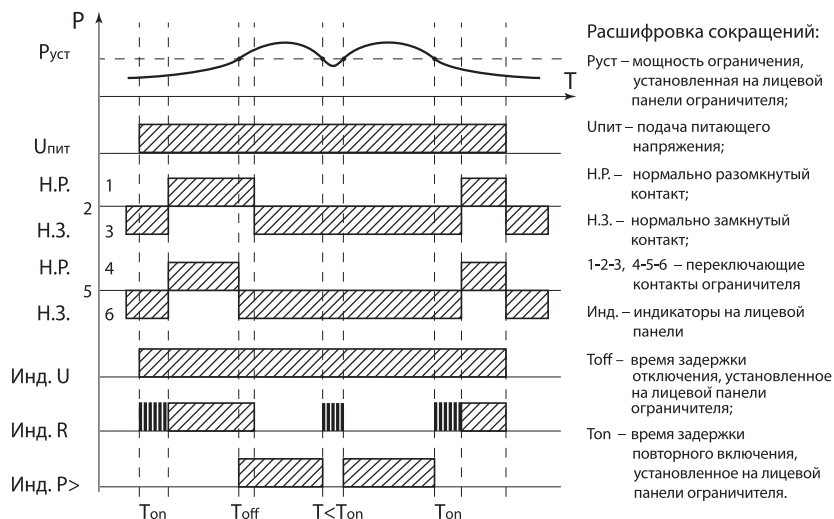 P
Pуст
T
Uпит
Н.Р. 1
2
Н.З. 3
Н.Р. 4
5
Н.З. 6
Инд. U
Инд. R
Инд. P>
Ton Toff T<Ton Ton
Расшифровка сокращений:
Руст – мощность ограничения,
установленная на лицевой
панели ограничителя;
Uпит – подача питающего
напряжения;
Н.Р. – нормально разомкнутый
контакт;
Н.З. – нормально замкнутый
контакт;
1-2-3, 4-5-6 – переключающие
контакты ограничителя
Инд. – индикаторы на лицевой
панели
Toff – время задержки
отключения, установленное
на лицевой панели
ограничителя;
Ton – время задержки
повторного включения,
установленное на лицевой
панели ограничителя.